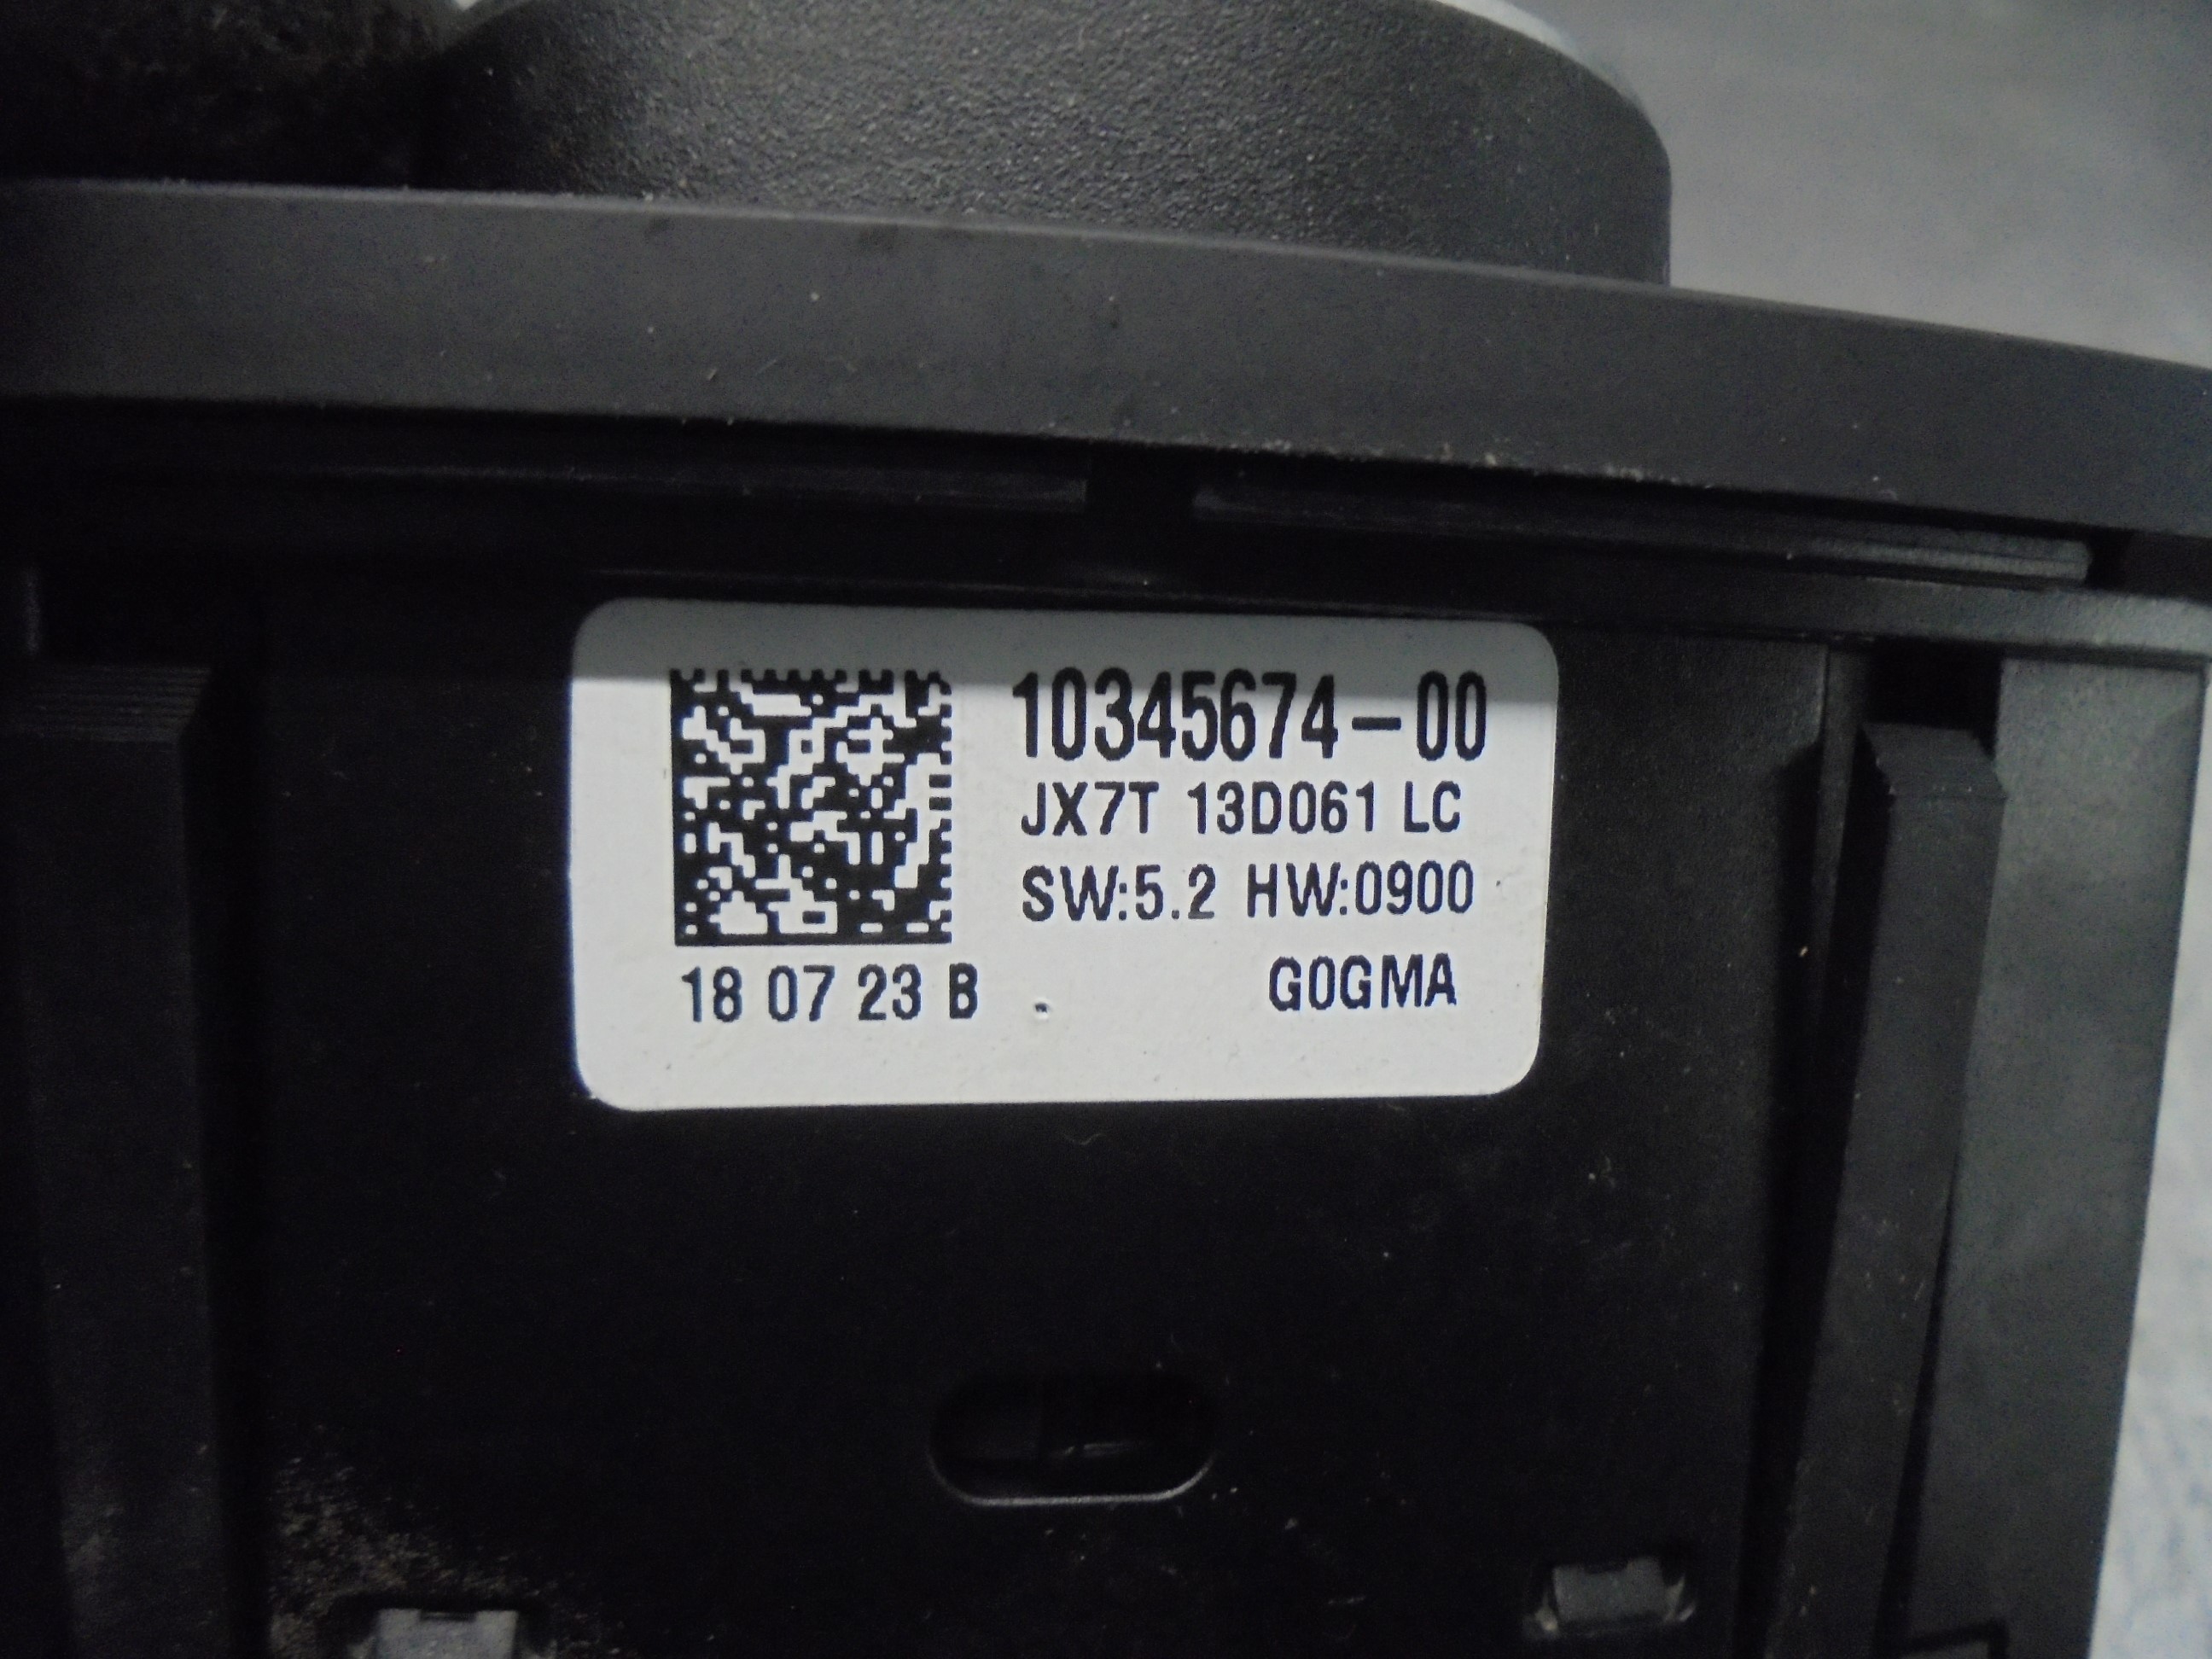 10345674-00
JX7T 13D061 LC
SW:5.2 HW:0900
18 07 23 B
G0GMA